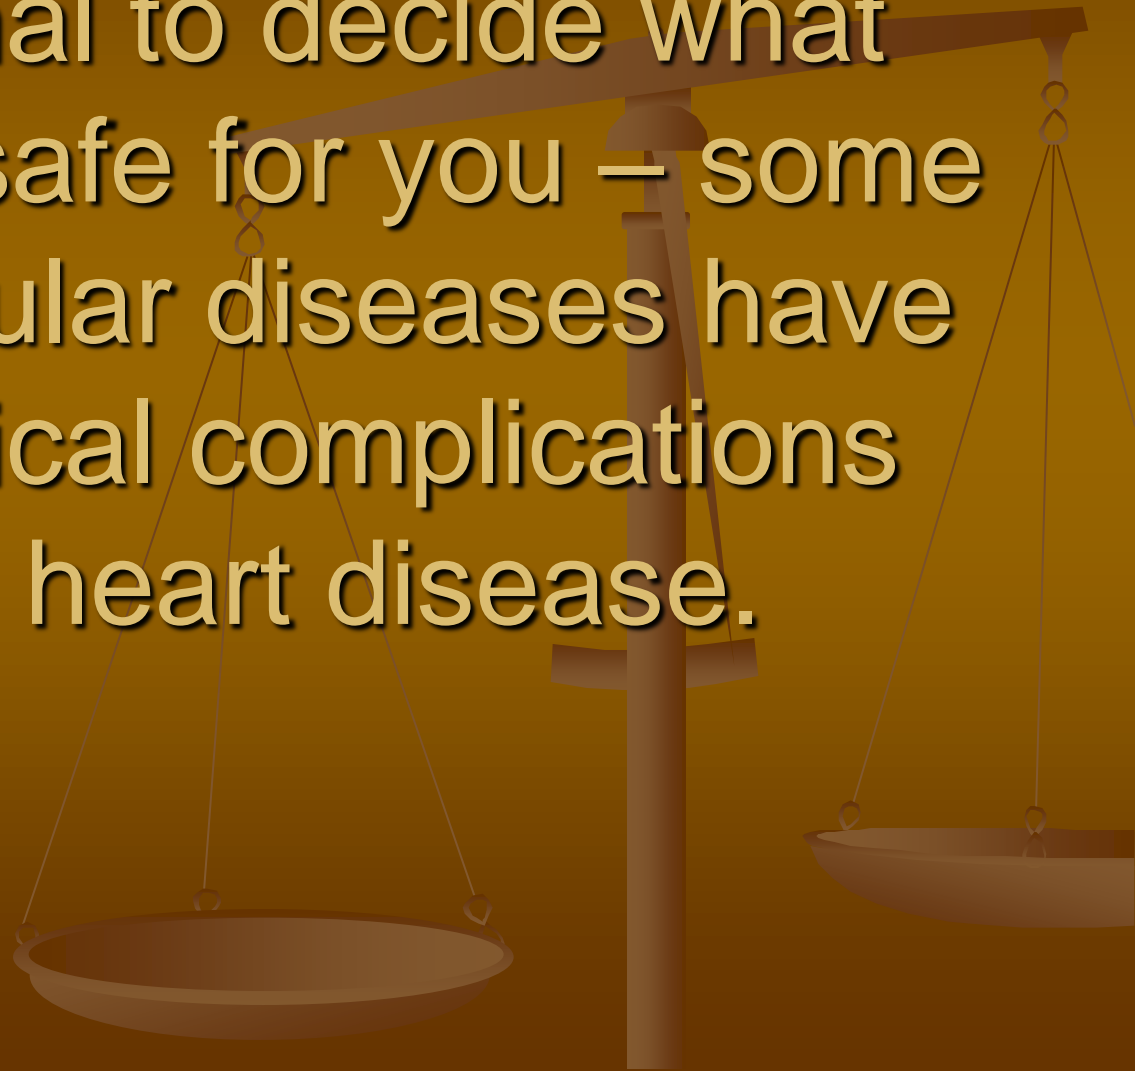 al to decide what
safe for you – some
ular diseases have
ical complications
heart disease.